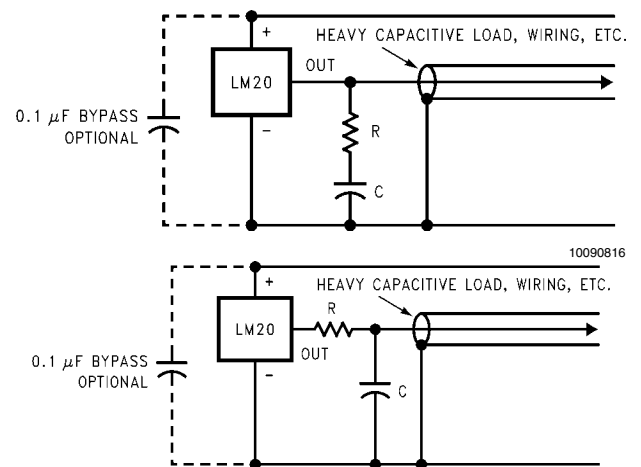 +
HEAVY CAPACITIVE LOAD, WIRING, ETC.
OUT
LM20
0.1 μF BYPASS
OPTIONAL
R
−
C
10090816
+
HEAVY CAPACITIVE LOAD, WIRING, ETC.
R
LM20
OUT
0.1 μF BYPASS
OPTIONAL
−
C